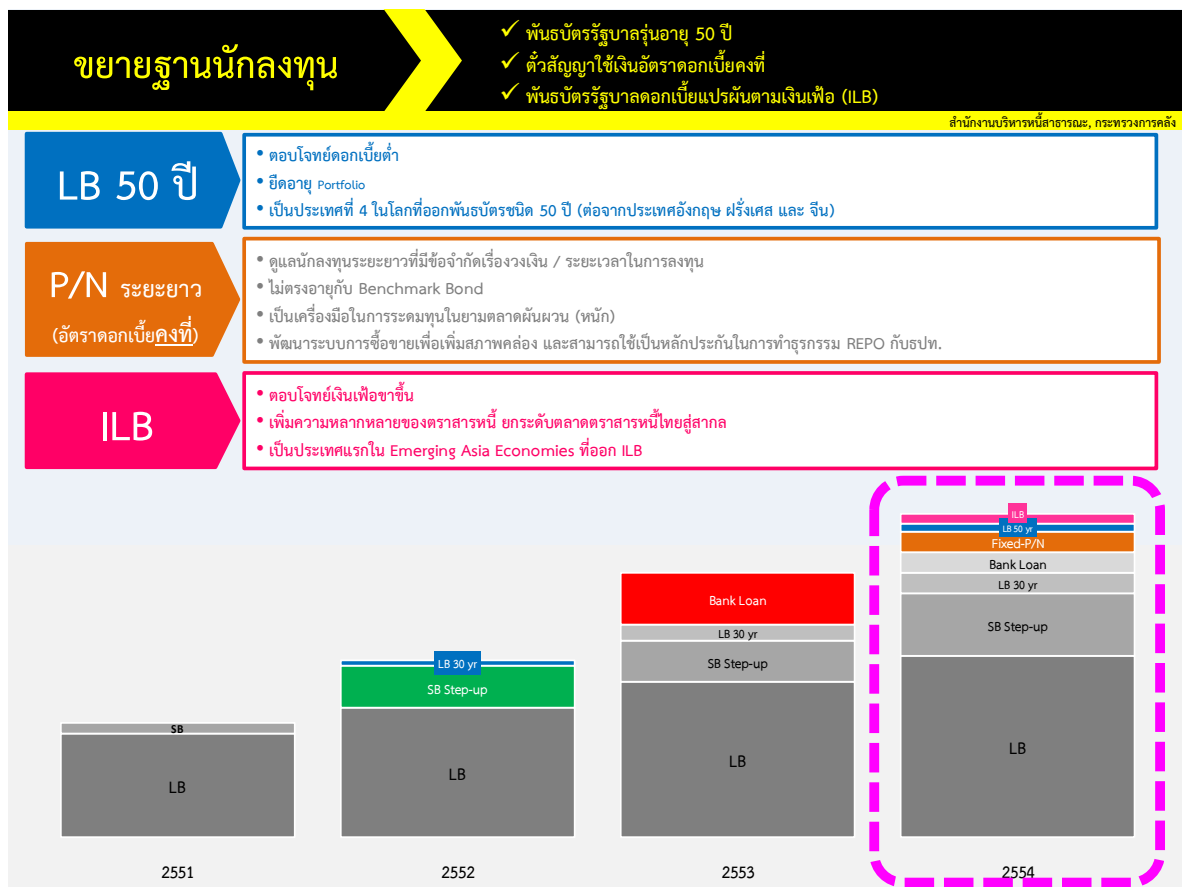 ขยายฐานนักลงทุน
✓ พันธบัตรรัฐบาลรุ่นอายุ 50 ปี
✓ ตั๋วสัญญาใช้เงินอัตราดอกเบี้ยคงที่
✓ พันธบัตรรัฐบาลดอกเบี้ยแปรผันตามเงินเฟ้อ (ILB)
สำนักงานบริหารหนี้สาธารณะ, กระทรวงการคลัง
LB 50 ปี
• ตอบโจทย์ดอกเบี้ยต่ำ
• ยืดอายุ Portfolio
• เป็นประเทศที่ 4 ในโลกที่ออกพันธบัตรชนิด 50 ปี (ต่อจากประเทศอังกฤษ ฝรั่งเศส และ จีน)
P/N ระยะยาว
(อัตราดอกเบี้ยคงที่)
• ดูแลนักลงทุนระยะยาวที่มีข้อจำกัดเรื่องวงเงิน / ระยะเวลาในการลงทุน
• ไม่ตรงอายุกับ Benchmark Bond
• เป็นเครื่องมือในการระดมทุนในยามตลาดผันผวน (หนัก)
• พัฒนาระบบการซื้อขายเพื่อเพิ่มสภาพคล่อง และสามารถใช้เป็นหลักประกันในการทำธุรกรรม REPO กับธปท.
ILB
• ตอบโจทย์เงินเฟ้อขาขึ้น
• เพิ่มความหลากหลายของตราสารหนี้ ยกระดับตลาดตราสารหนี้ไทยสู่สากล
• เป็นประเทศแรกใน Emerging Asia Economies ที่ออก ILB
SB
LB
2551
LB 30 yr
SB Step-up
LB
2552
Bank Loan
LB 30 yr
SB Step-up
LB
2553
ILB
LB 50 yr
Fixed-P/N
Bank Loan
LB 30 yr
SB Step-up
LB
2554